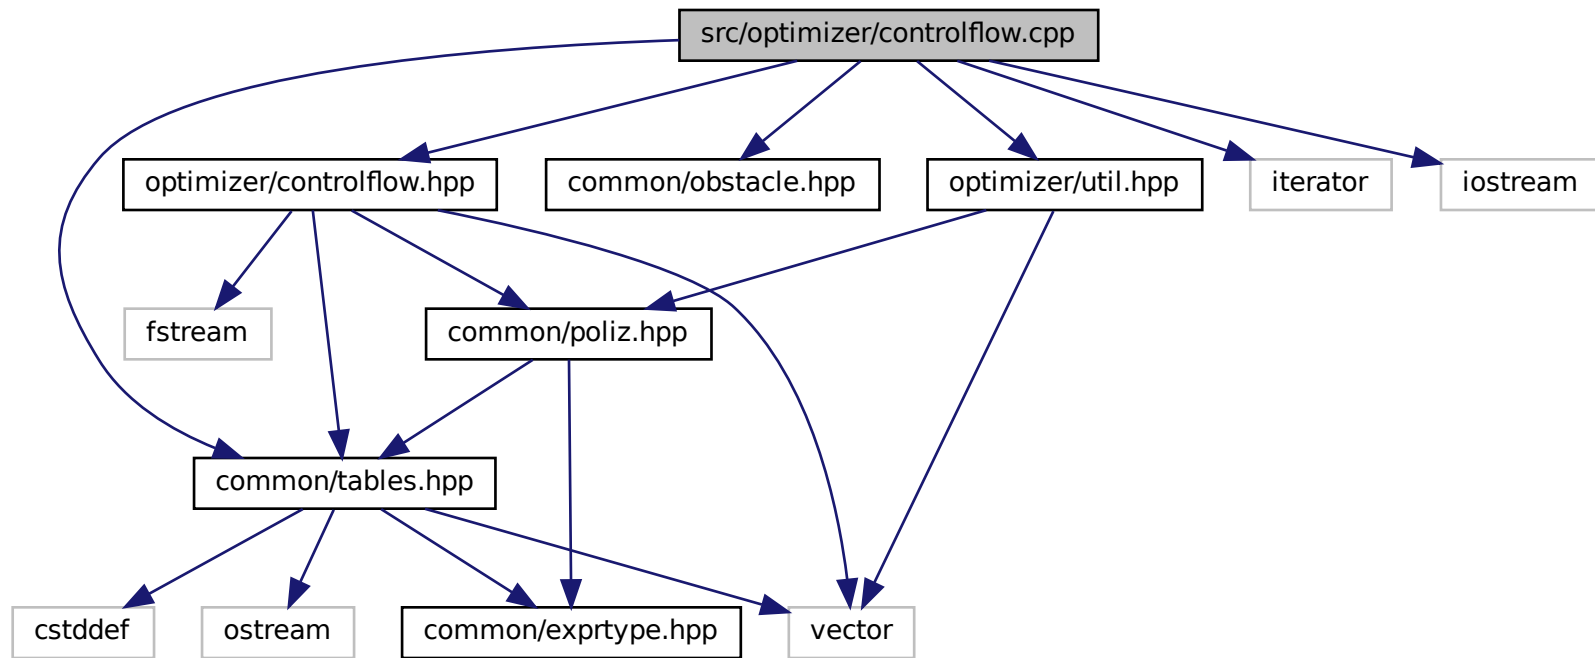 src/optimizer/controlflow.cpp
optimizer/controlflow.hpp
common/obstacle.hpp
optimizer/util.hpp
iterator
iostream
fstream
common/poliz.hpp
common/tables.hpp
cstddef
ostream
common/exprtype.hpp
vector